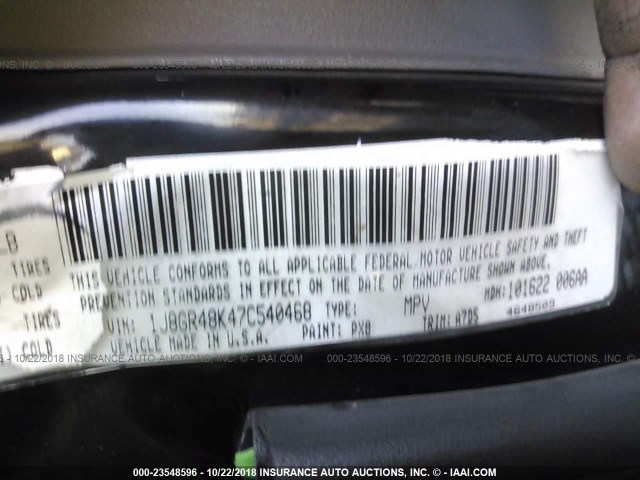 000-23548596 - 10/22/2018 INSURANCE AUTO AUCTIONS, INC. - © IAAI.COM
B
TIRES
COLD
TIRES
COLD
THIS VEHICLE CONFORMS TO ALL APPLICABLE FEDERAL MOTOR VEHICLE SAFETY AND THEFT
PREVENTION STANDARDS IN EFFECT ON THE DATE OF MANUFACTURE SHOWN ABOVE.
MDH: 101622 006AA
VIN: 1J8GR48K47C540468 TYPE: MPV
4648509
VEHICLE MADE IN U.S.A. PAINT: PX8 TRIM: A7D5
10/22/2018 INSURANCE AUTO AUCTIONS, INC. - © IAAI.COM
000-23548596 - 10/22/2018 INSURANCE AUTO AUCTIONS, INC. - © IAAI.COM